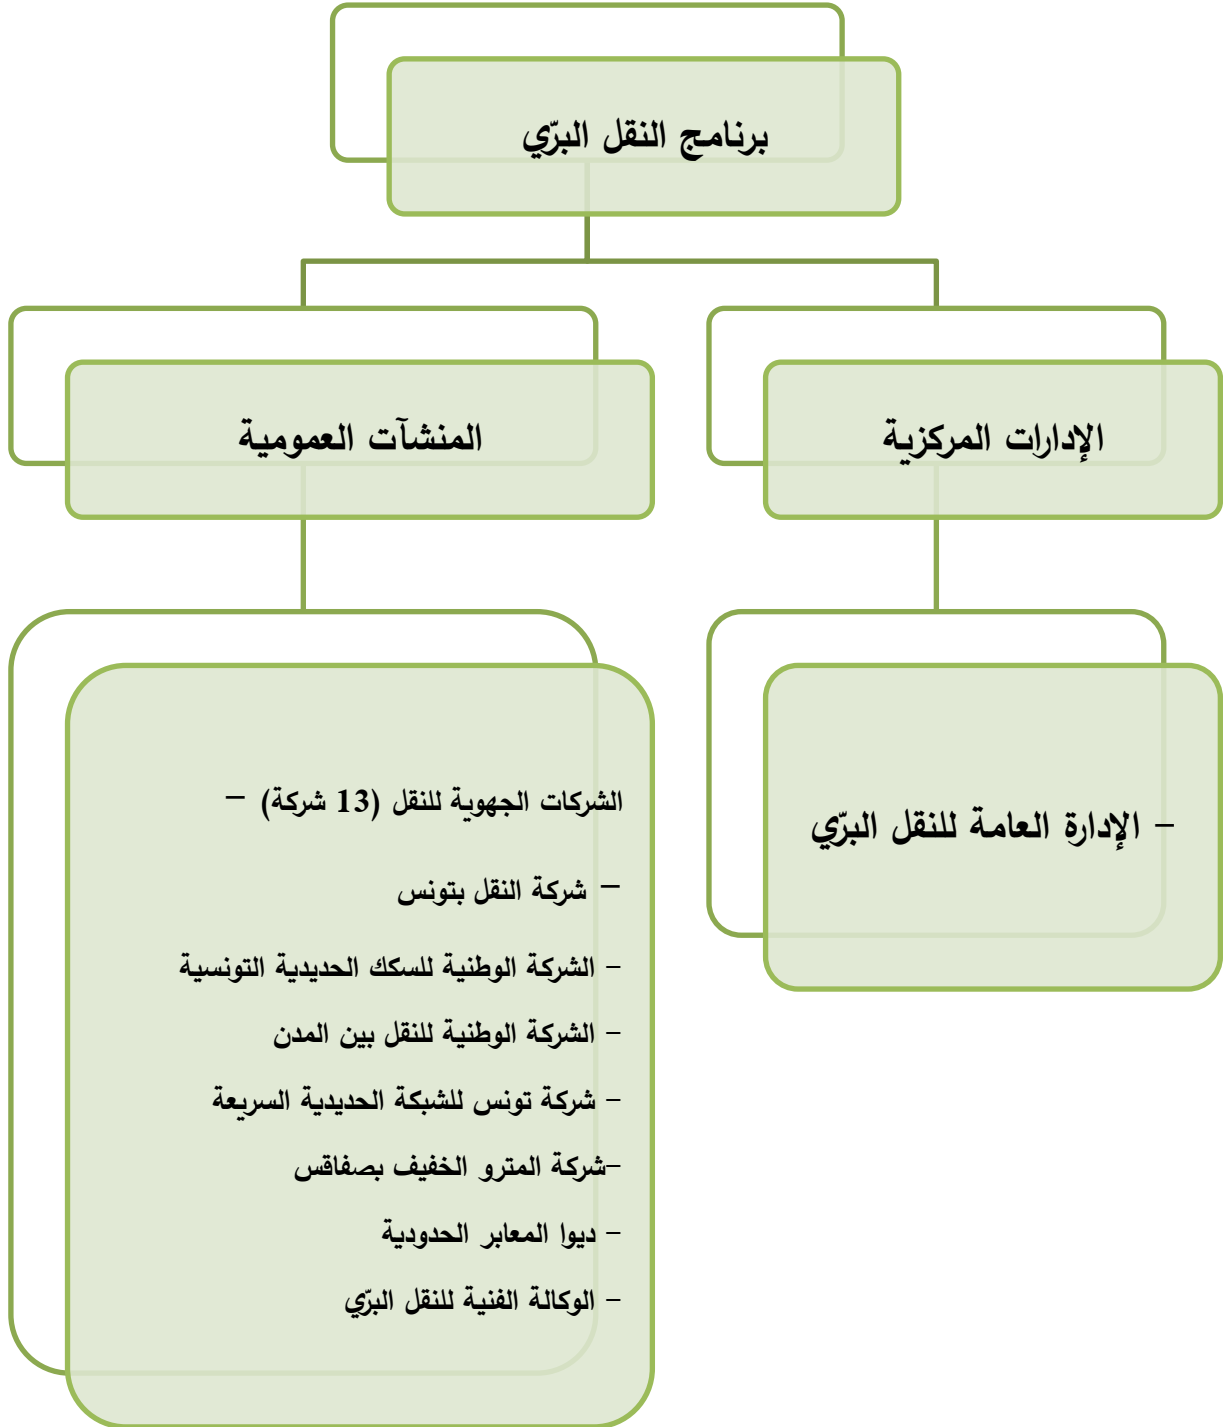 برنامج النقل البرّي
الإدارات المركزية
المنشآت العمومية
- الإدارة العامة للنقل البرّي
الشركات الجهوية للنقل (13 شركة) -
- شركة النقل بتونس
- الشركة الوطنية للسكك الحديدية التونسية
- الشركة الوطنية للنقل بين المدن
- شركة تونس للشبكة الحديدية السريعة
-شركة المترو الخفيف بصفاقس
- ديوا المعابر الحدودية
- الوكالة الفنية للنقل البرّي